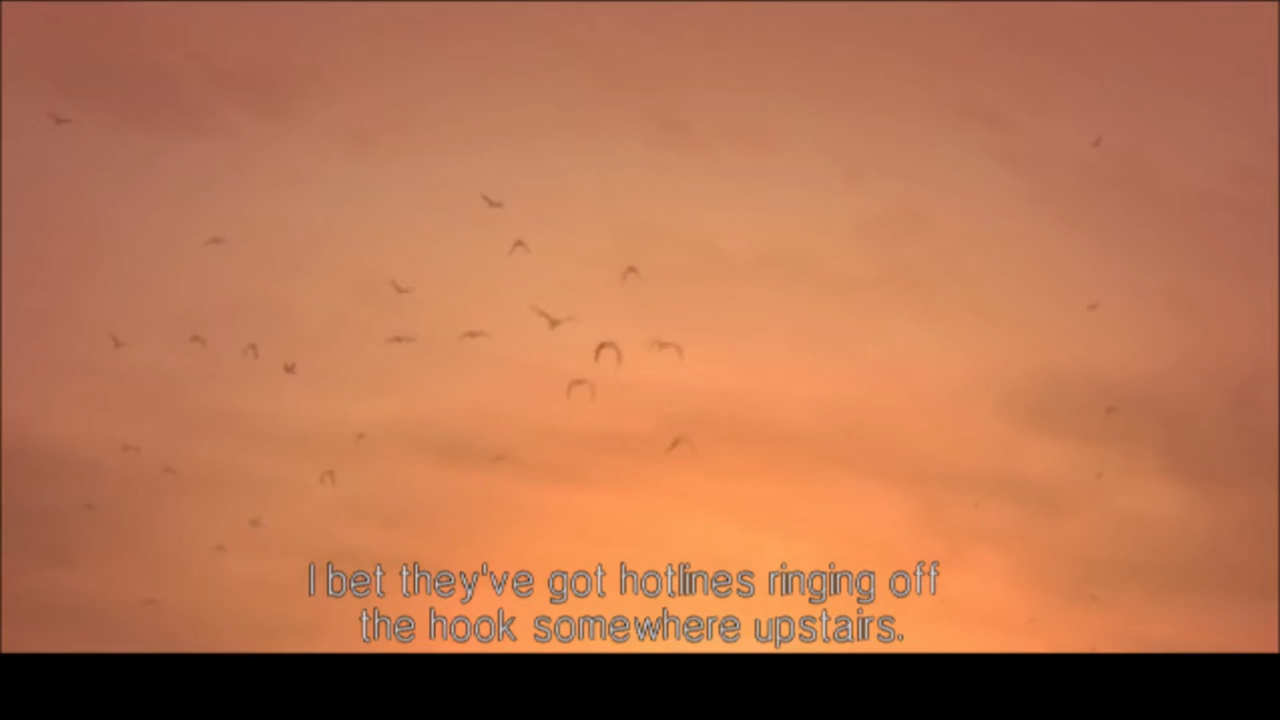 I bet they've got hotlines ringing off
the hook somewhere upstairs.